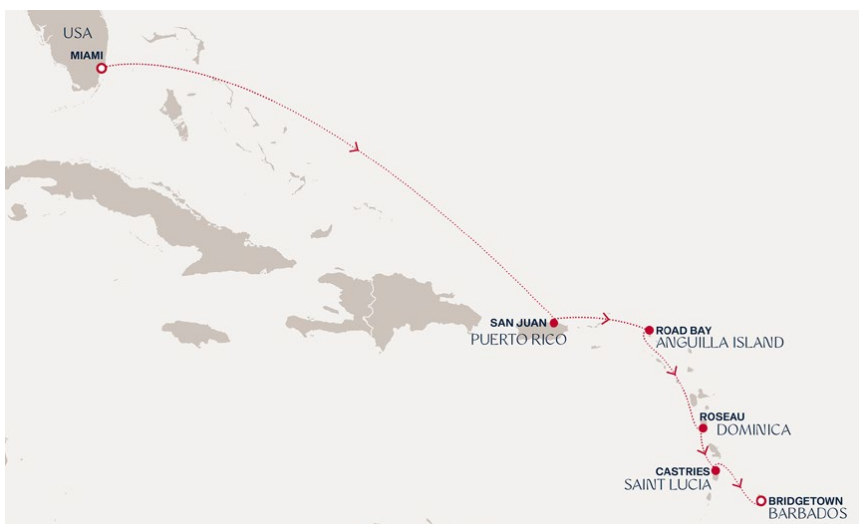 USA
MIAMI
SAN JUAN
PUERTO RICO
ROAD BAY
ANGUILLA ISLAND
ROSEAU
DOMINICA
CASTRIES
SAINT LUCIA
BRIDGETOWN
BARBADOS